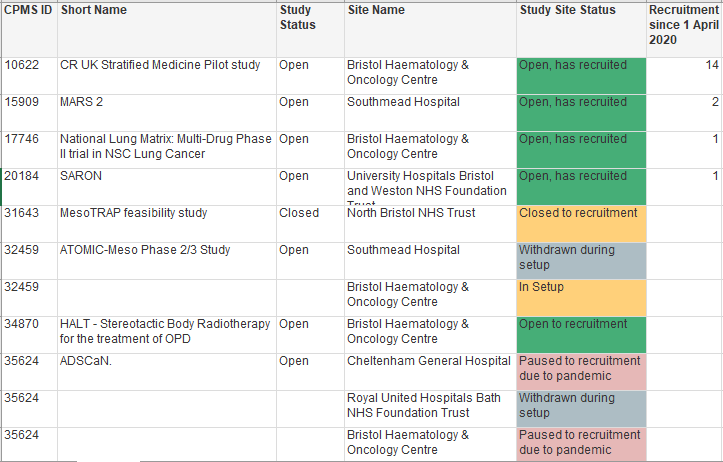 CPMS ID Short Name Study Status Site Name Study Site Status Recruitment since 1 April 2020
10622 CR UK Stratified Medicine Pilot study Open Bristol Haematology & Oncology Centre Open, has recruited 14
15909 MARS 2 Open Southmead Hospital Open, has recruited 2
17746 National Lung Matrix: Multi-Drug Phase II trial in NSC Lung Cancer Open Bristol Haematology & Oncology Centre Open, has recruited 1
20184 SARON Open University Hospitals Bristol and Weston NHS Foundation Trust Open, has recruited 1
31643 MesoTRAP feasibility study Closed North Bristol NHS Trust Closed to recruitment
32459 ATOMIC-Meso Phase 2/3 Study Open Southmead Hospital Withdrawn during setup
32459 Bristol Haematology & Oncology Centre In Setup
34870 HALT - Stereotactic Body Radiotherapy for the treatment of OPD Open Bristol Haematology & Oncology Centre Open to recruitment
35624 ADSCaN. Open Cheltenham General Hospital Paused to recruitment due to pandemic
35624 Royal United Hospitals Bath NHS Foundation Trust Withdrawn during setup
35624 Bristol Haematology & Oncology Centre Paused to recruitment due to pandemic